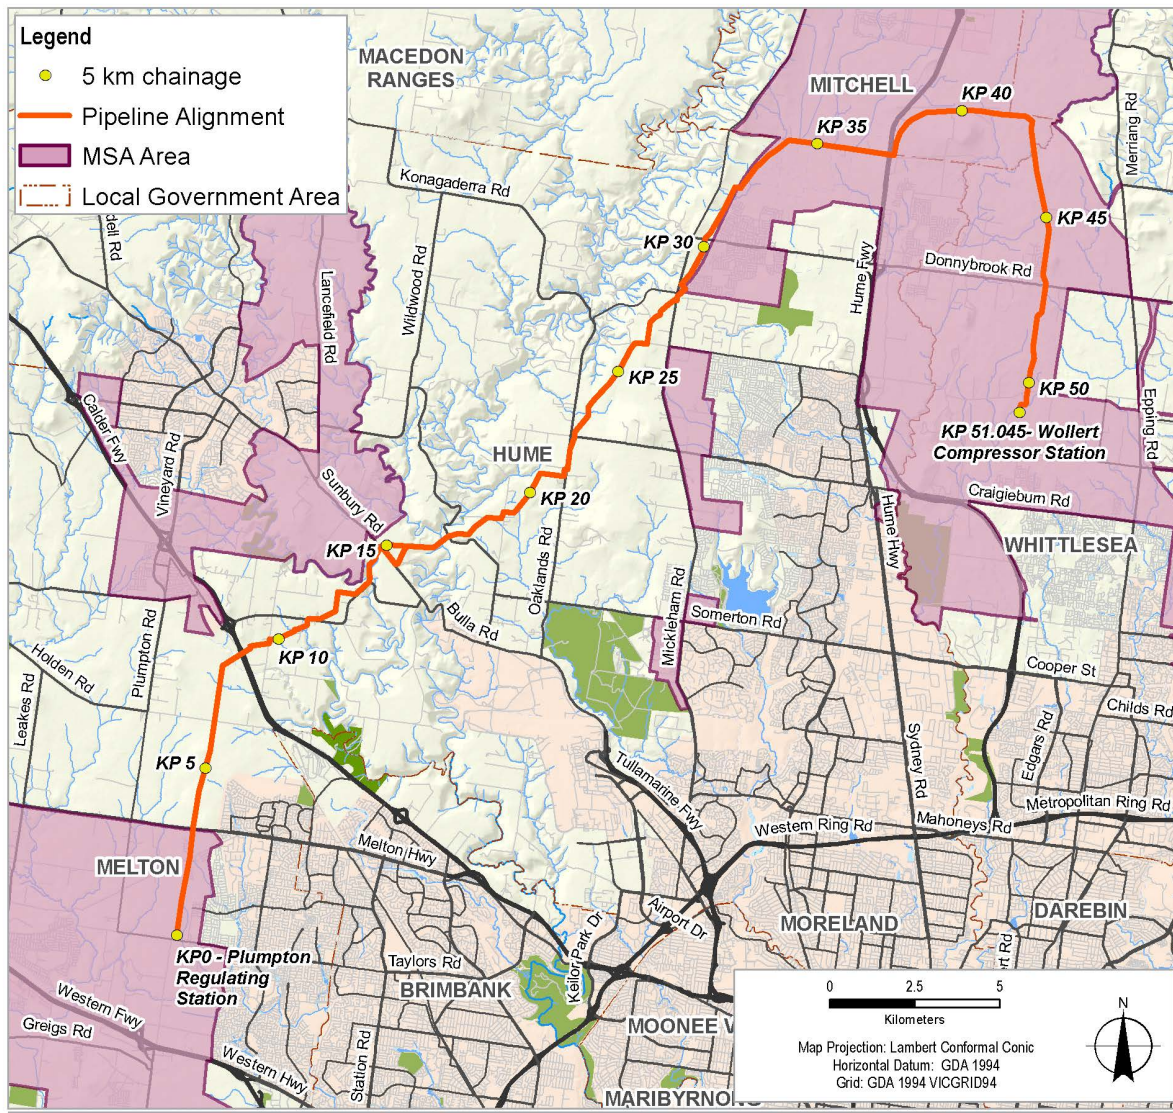 Legend
5 km chainage
Pipeline Alignment
MSA Area
Local Government Area
MACEDON
RANGES
MITCHELL
KP 40
KP 35
Merriang Rd
Konagaderra Rd
dell Rd
KP 45
KP 30
Lancefield Rd
Wildwood Rd
Hume Fwy
Donnybrook Rd
KP 25
KP 50
Calder Fwy
Vineyard Rd
Epping Rd
KP 51.045- Wollert
Compressor Station
HUME
Sunbury Rd
KP 20
Craigieburn Rd
Hume Hwy
KP 15
WHITTLESEA
Oaklands Rd
Mickleham Rd
Bulla Rd
Somerton Rd
Plumpton Rd
KP 10
Holden Rd
Cooper St
Leakes Rd
Childs Rd
Edgars Rd
Sydney Rd
KP 5
Tullamarine Fwy
Metropolitan Ring Rd
Western Ring Rd
Mahoneys Rd
Melton Hwy
MELTON
Airport Dr
MORELAND
DAREBIN
KP0 - Plumpton
Regulating
Station
Taylors Rd
Keilor Park Dr
ert Rd
BRIMBANK
Western Fwy
Greigs Rd
MOONEE V
Station Rd
Western Hwy
MARIBYRNONG
0 2.5 5
Kilometers
N
Map Projection: Lambert Conformal Conic
Horizontal Datum: GDA 1994
Grid: GDA 1994 VICGRID94